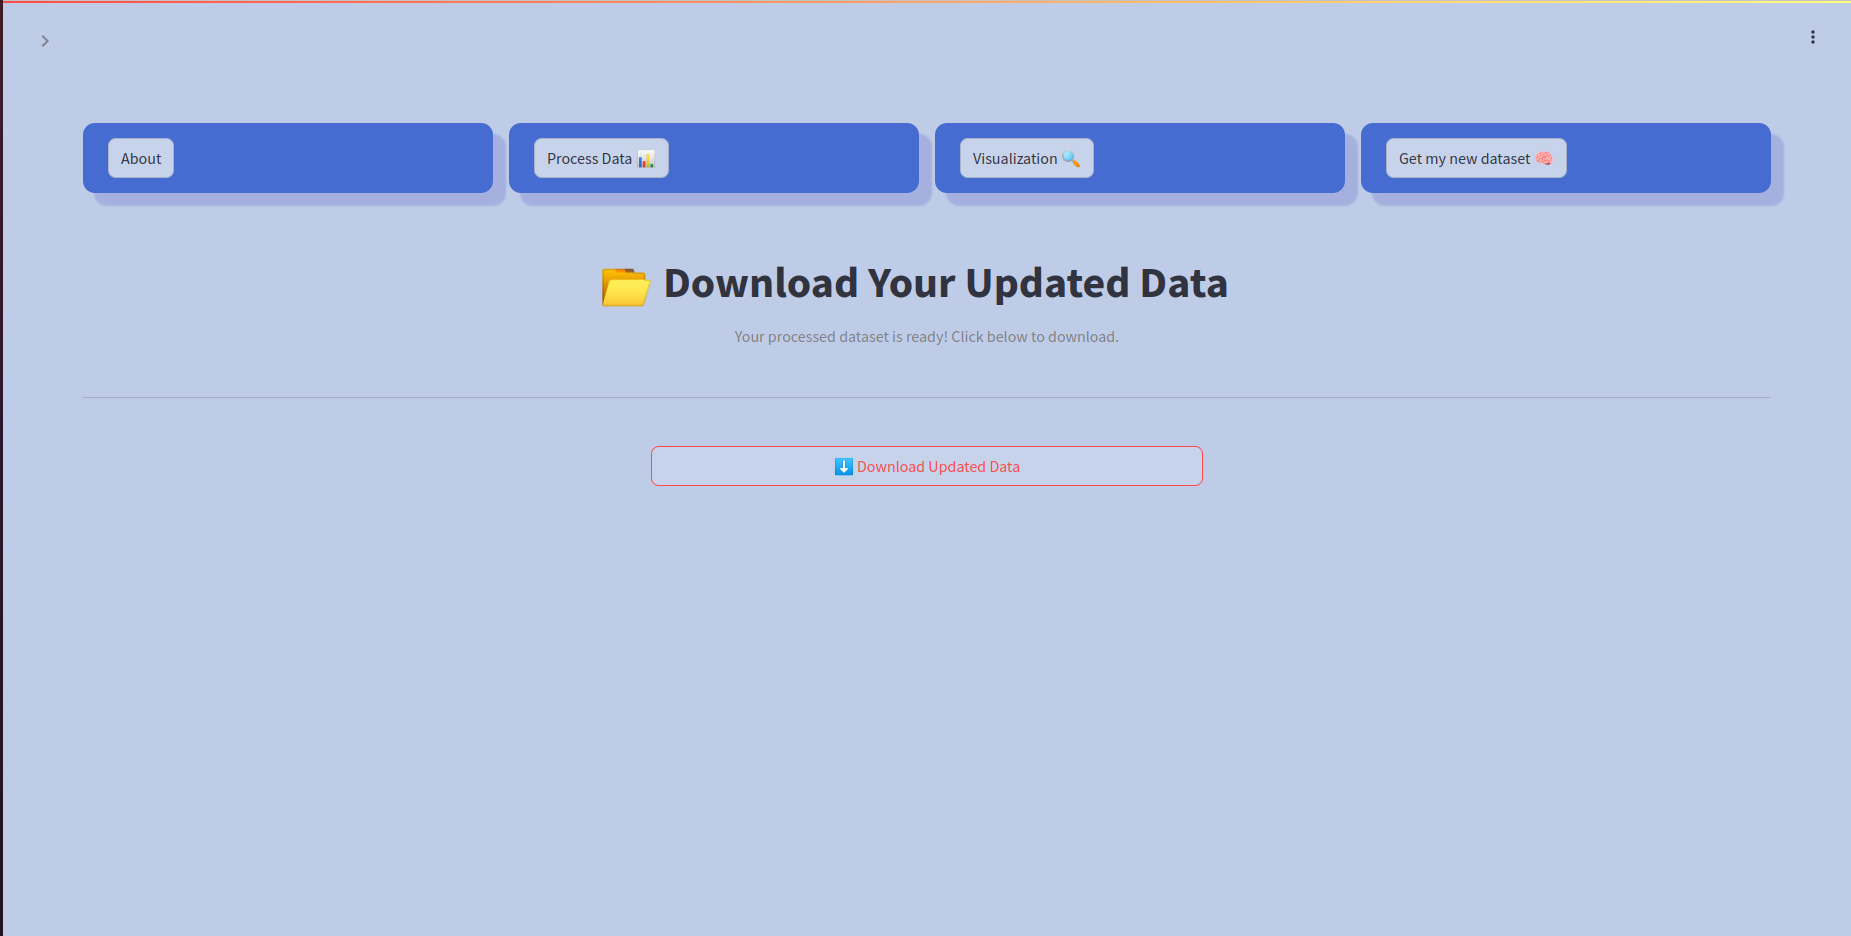 About
Process Data 📊
Visualization 🔍
Get my new dataset 🧠
📂 Download Your Updated Data
Your processed dataset is ready! Click below to download.
⬇️ Download Updated Data